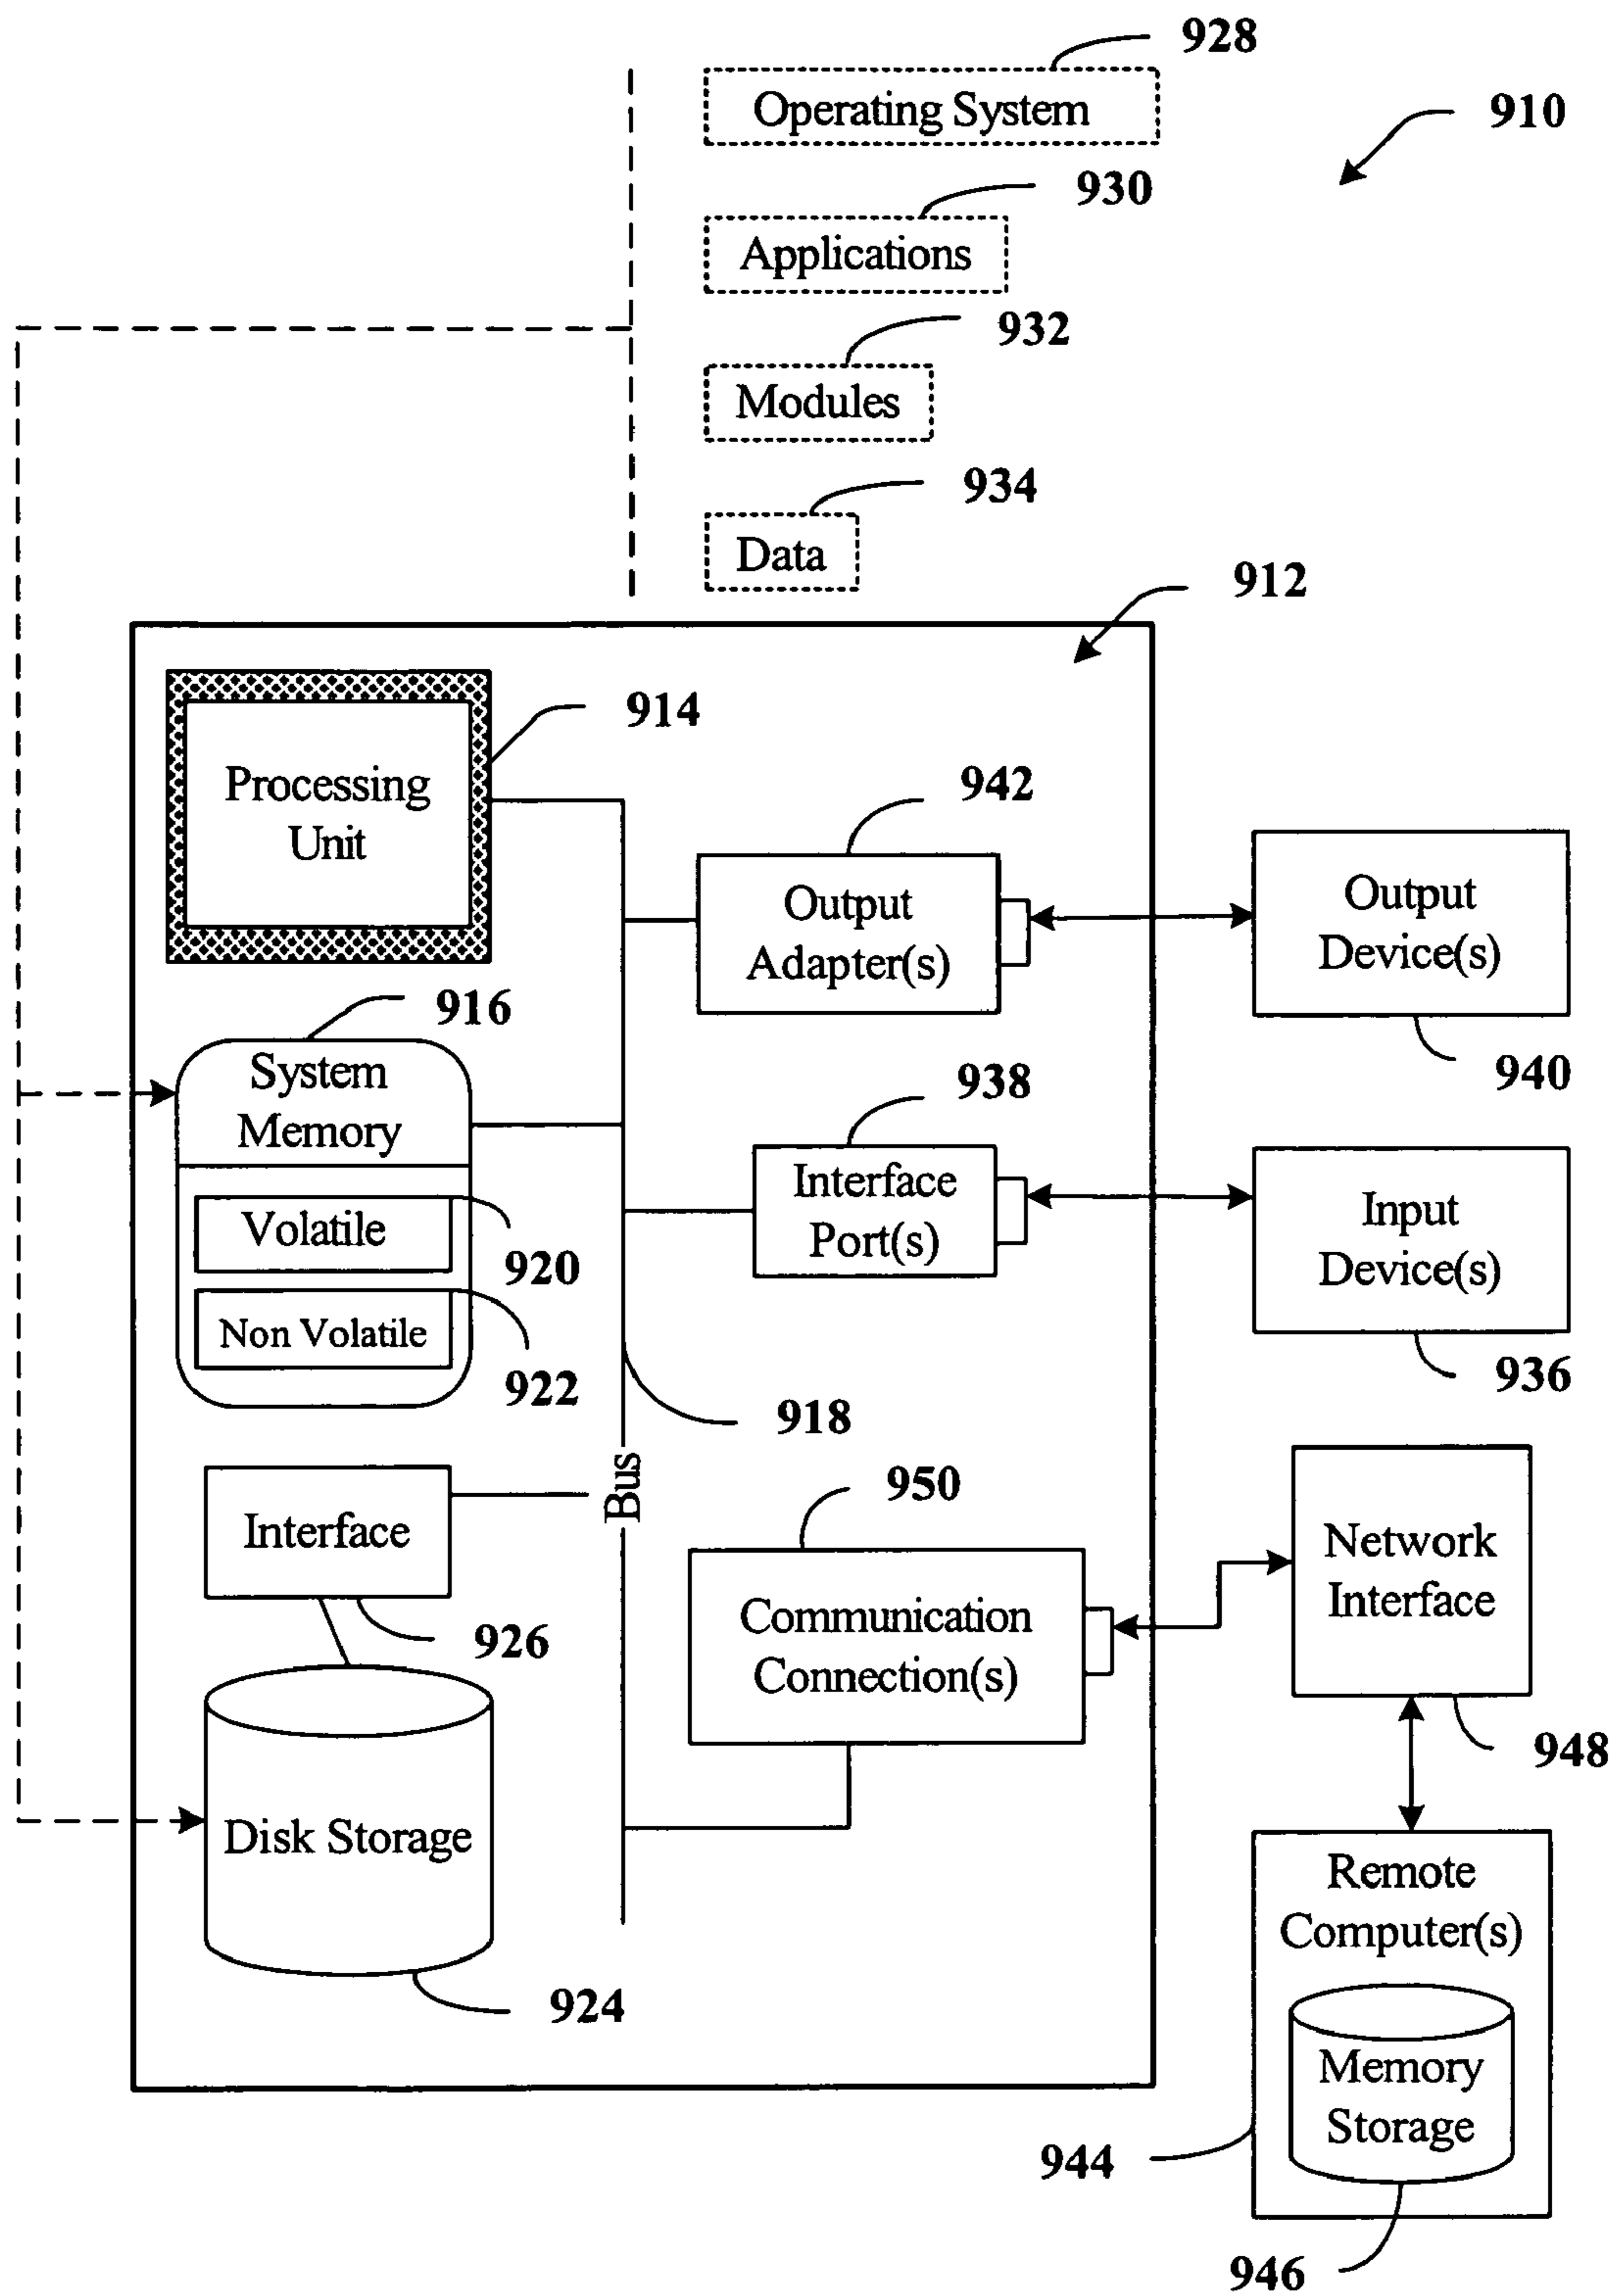 928
Operating System
910
930
Applications
932
Modules
934
Data
912
914
Processing
Unit
942
Output
Adapter(s)
Output
Device(s)
940
916
System
Memory
938
Interface
Port(s)
Input
Device(s)
936
Volatile
920
Non Volatile
922
918
Bus
950
Interface
926
Communication
Connection(s)
Network
Interface
948
Disk Storage
924
Remote
Computer(s)
Memory
Storage
944
946